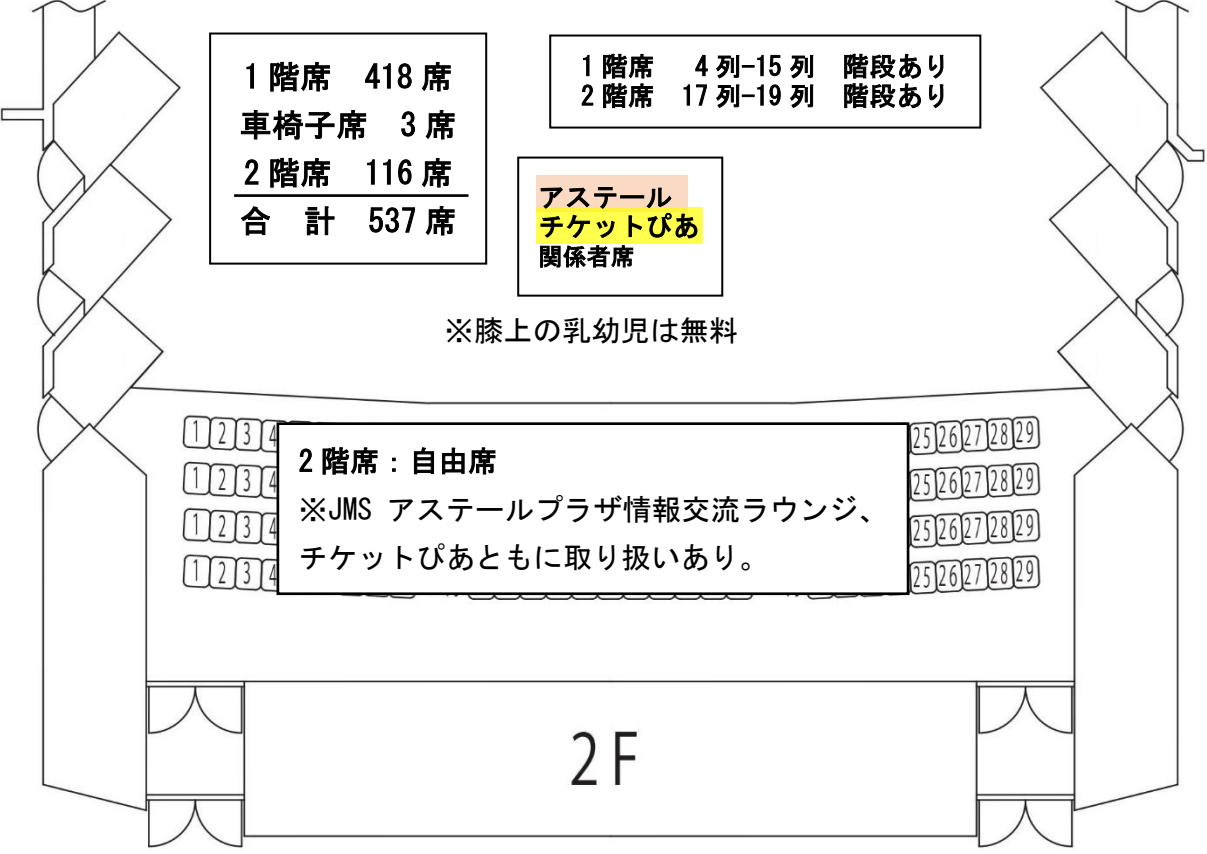 1階席　418席
車椅子席　3席
2階席　116席
合　計　537席
1階席　4列-15列　階段あり
2階席　17列-19列　階段あり
アステール
チケットぴあ
関係者席
※膝上の乳幼児は無料
1 2 3 4 25 26 27 28 29
1 2 3 4 25 26 27 28 29
1 2 3 4 25 26 27 28 29
1 2 3 4 25 26 27 28 29
2階席：自由席
※JMS アステールプラザ情報交流ラウンジ、
チケットぴあともに取り扱いあり。
2F